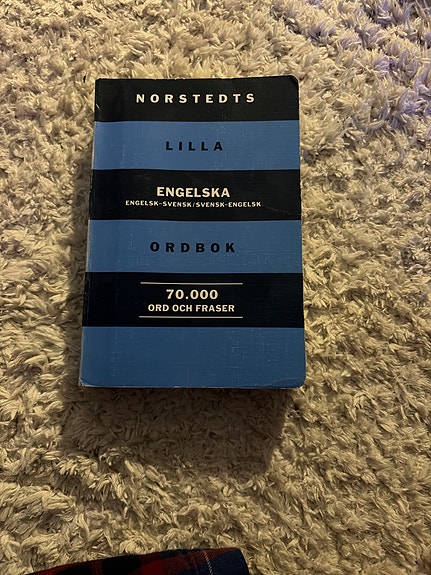 NORSTEDTS
LILLA
ENGELSKA
ENGELSK–SVENSK/SVENSK–ENGELSK
ORDBOK
70.000
ORD OCH FRASER